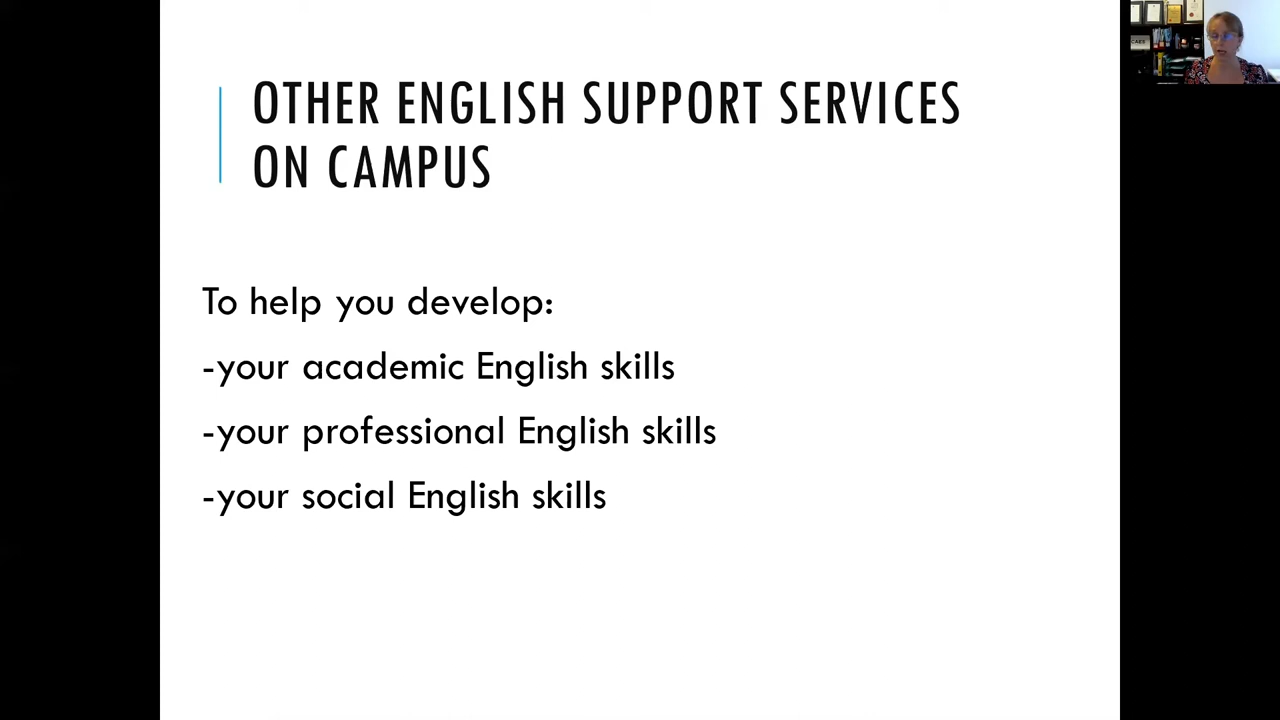 OTHER ENGLISH SUPPORT SERVICES
ON CAMPUS
To help you develop:
-your academic English skills
-your professional English skills
-your social English skills